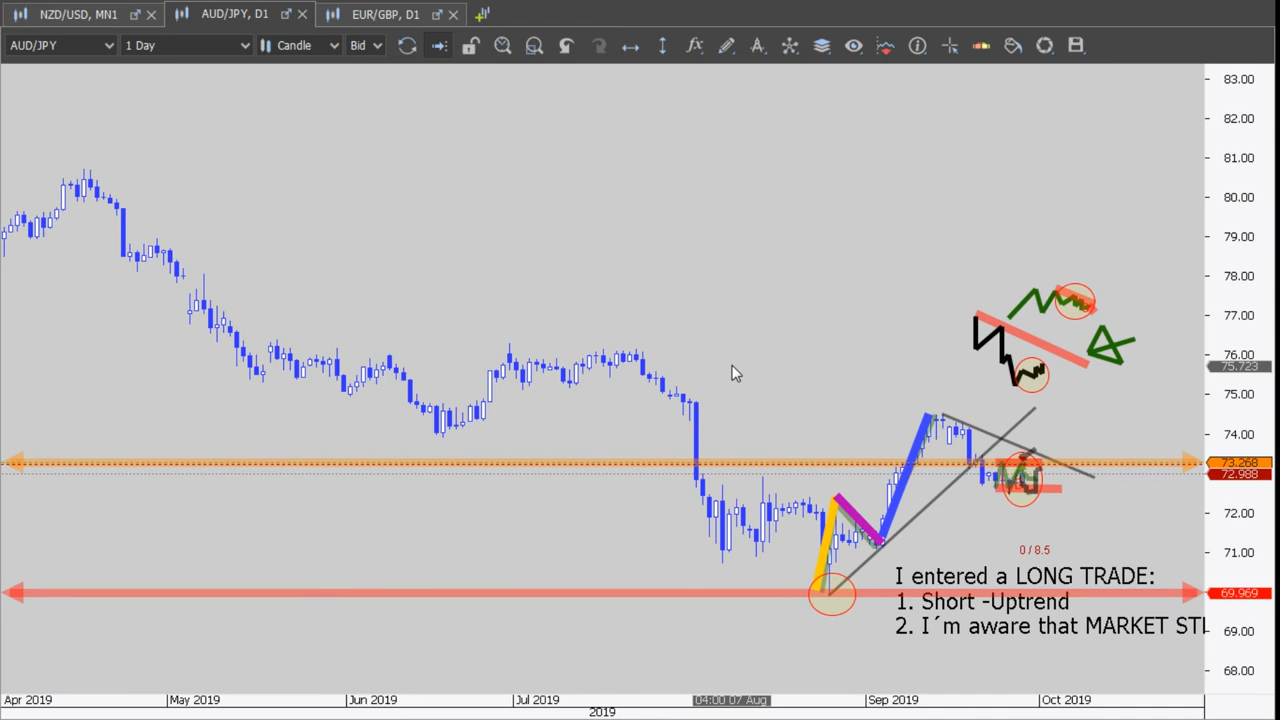 NZD/USD, MN1
AUD/JPY, D1
EUR/GBP, D1
AUD/JPY
1 Day
Candle
Bid
83.00
82.00
81.00
80.00
79.00
78.00
77.00
76.00
75.723
75.00
74.00
73.268
72.988
72.00
71.00
69.969
69.00
68.00
0 / 8.5
I entered a LONG TRADE:
1. Short -Uptrend
2. I´m aware that MARKET STI
Apr 2019
May 2019
Jun 2019
Jul 2019
04:00 07 Aug
Sep 2019
Oct 2019
2019